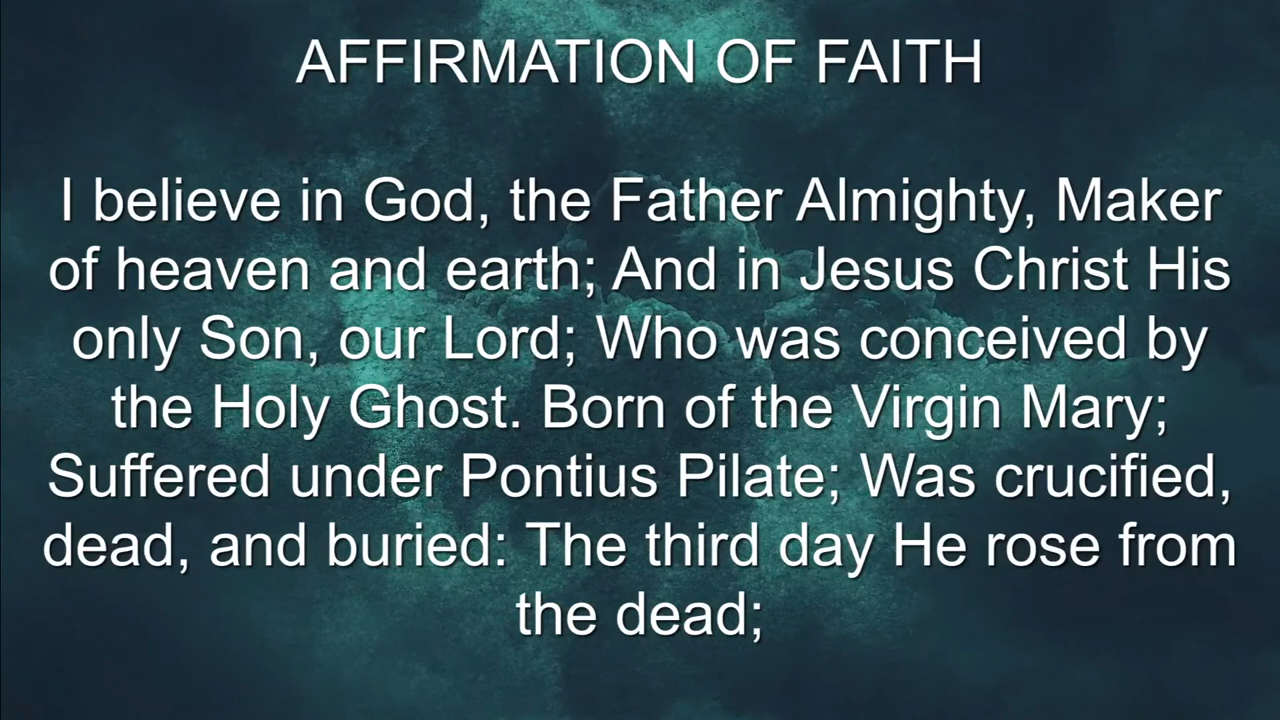 AFFIRMATION OF FAITH
I believe in God, the Father Almighty, Maker
of heaven and earth; And in Jesus Christ His
only Son, our Lord; Who was conceived by
the Holy Ghost. Born of the Virgin Mary;
Suffered under Pontius Pilate; Was crucified,
dead, and buried: The third day He rose from
the dead;